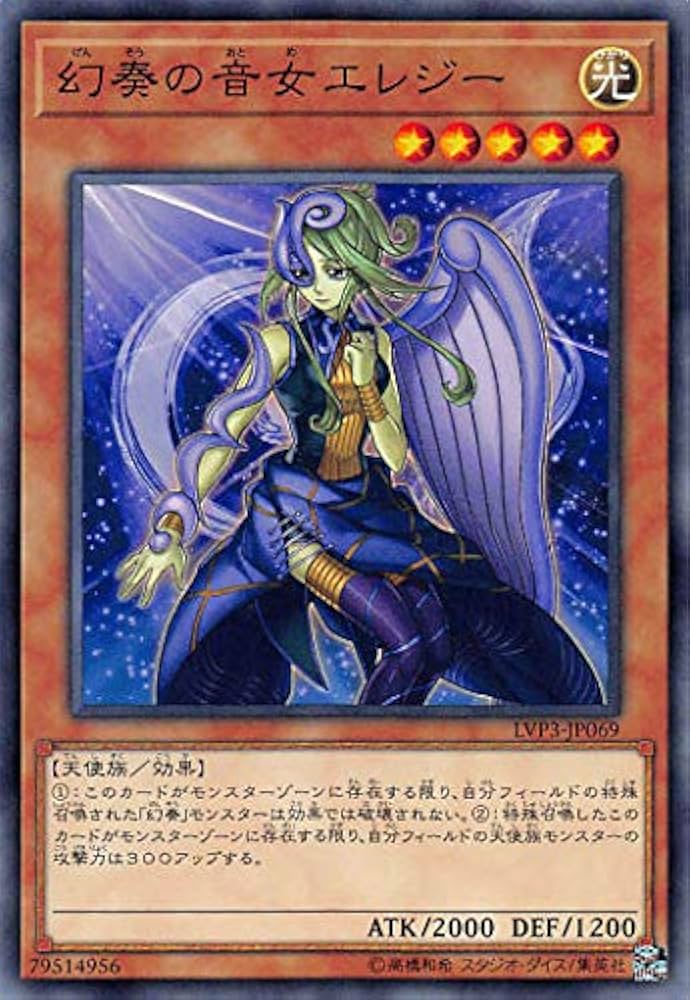 幻奏の音女エレジー
光
LVP3-JP069
【天使族／効果】
①：このカードがモンスターゾーンに存在する限り、自分フィールドの特殊
召喚された「幻奏」モンスターは効果では破壊されない。②：特殊召喚したこ
のカードがモンスターゾーンに存在する限り、自分フィールドの天使族モンスターの
攻撃力は３００アップする。
ATK/2000 DEF/1200
79514956
©高橋和希 スタジオ・ダイス/集英社